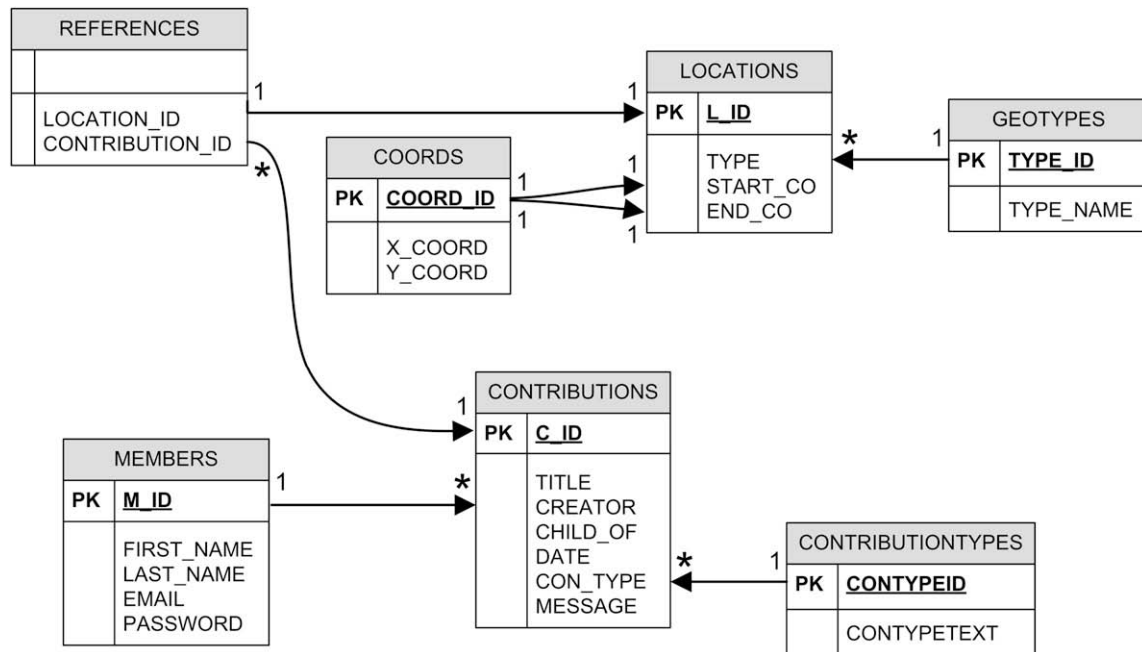 REFERENCES
LOCATION_ID
CONTRIBUTION_ID
1
*
1
LOCATIONS
PK L_ID
TYPE
START_CO
END_CO
*
1
GEOTYPES
PK TYPE_ID
TYPE_NAME
COORDS
PK COORD_ID
X_COORD
Y_COORD
1
1
1
1
CONTRIBUTIONS
PK C_ID
TITLE
CREATOR
CHILD_OF
DATE
CON_TYPE
MESSAGE
1
*
*
MEMBERS
PK M_ID
FIRST_NAME
LAST_NAME
EMAIL
PASSWORD
1
CONTRIBUTIONTYPES
PK CONTYPEID
CONTYPETEXT
1